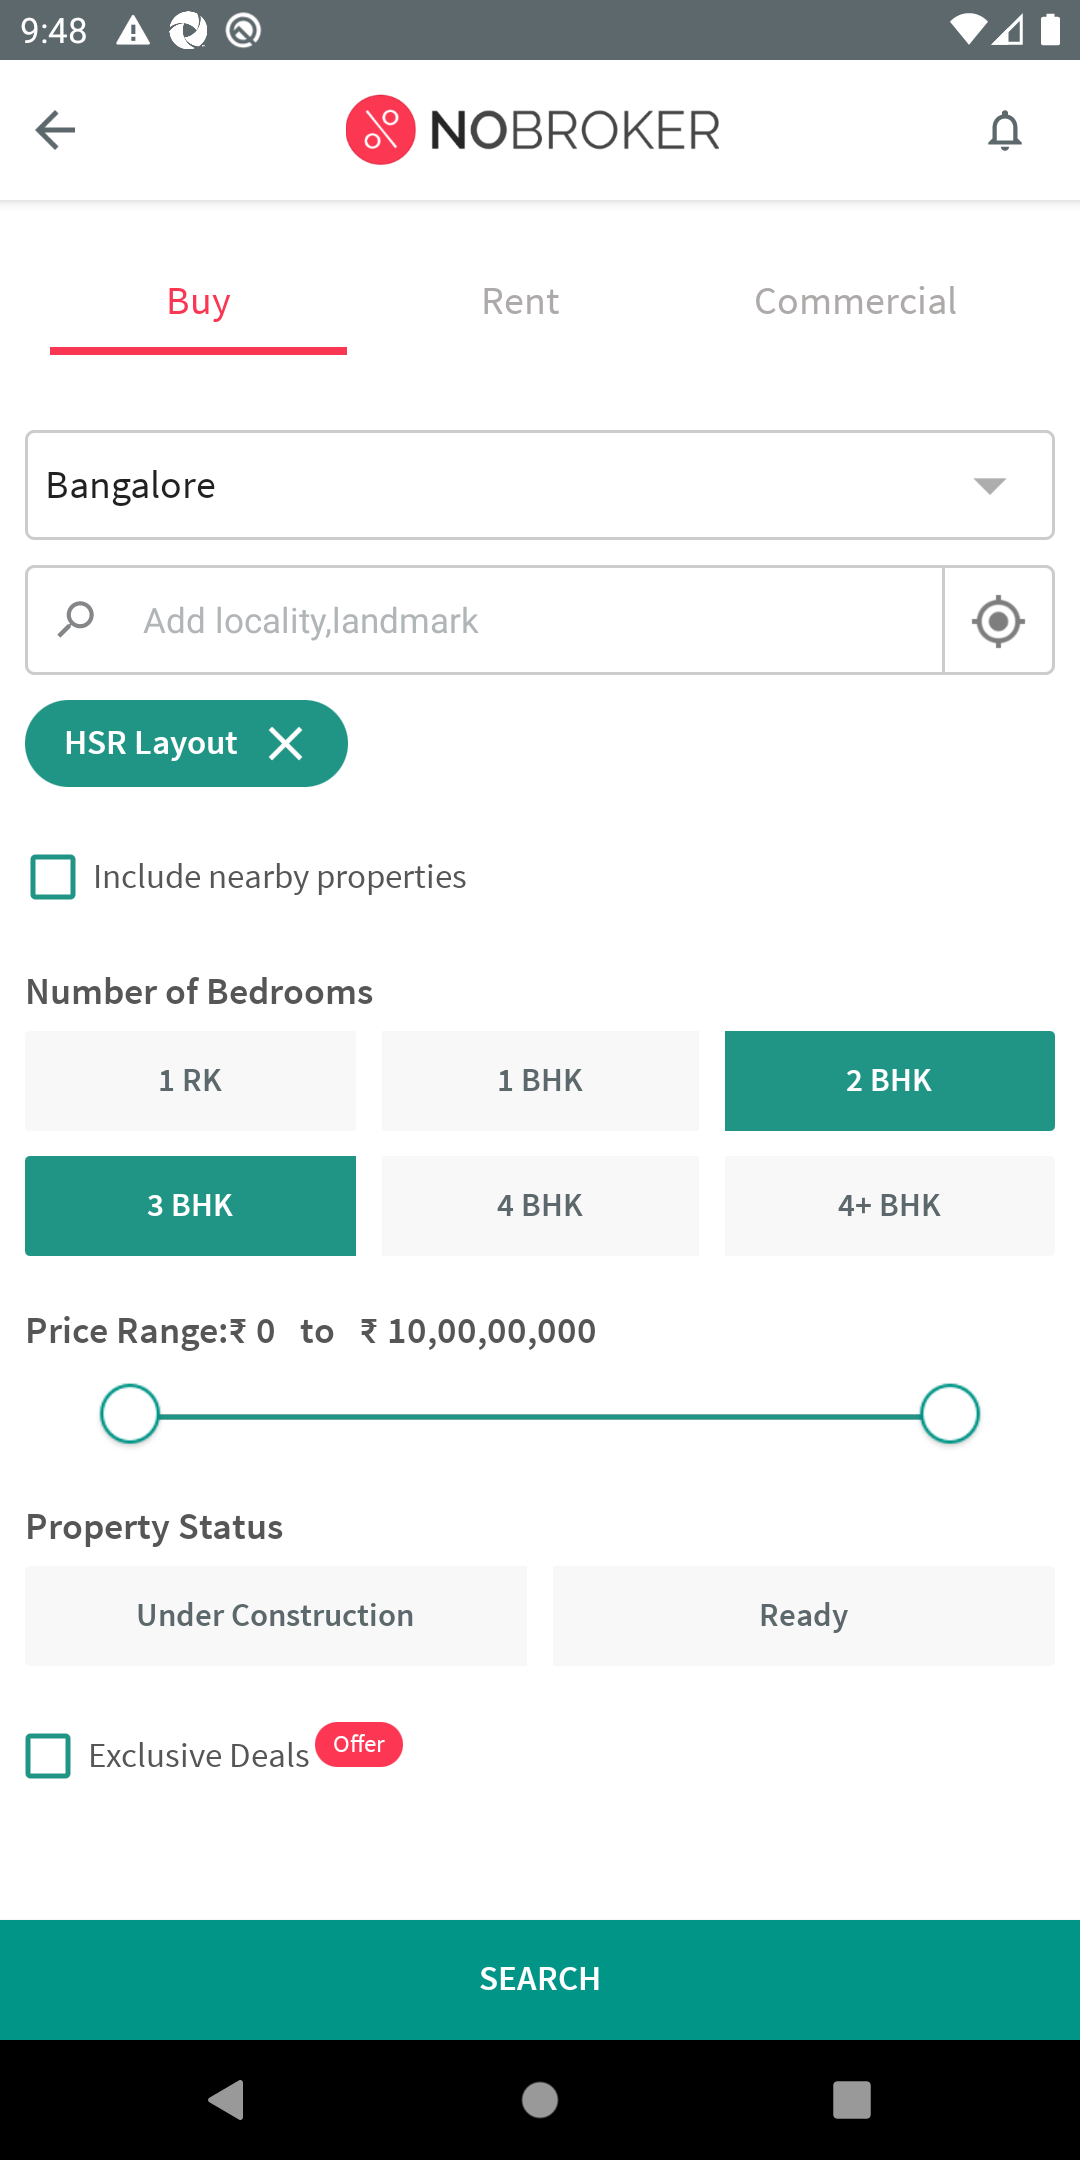 9:48
NOBROKER
Buy Rent Commercial
Bangalore
Add locality,landmark
HSR Layout
Include nearby properties
Number of Bedrooms
1 RK 1 BHK 2 BHK
3 BHK 4 BHK 4+ BHK
Price Range:₹ 0 to ₹ 10,00,00,000
Property Status
Under Construction Ready
Exclusive Deals Offer
SEARCH